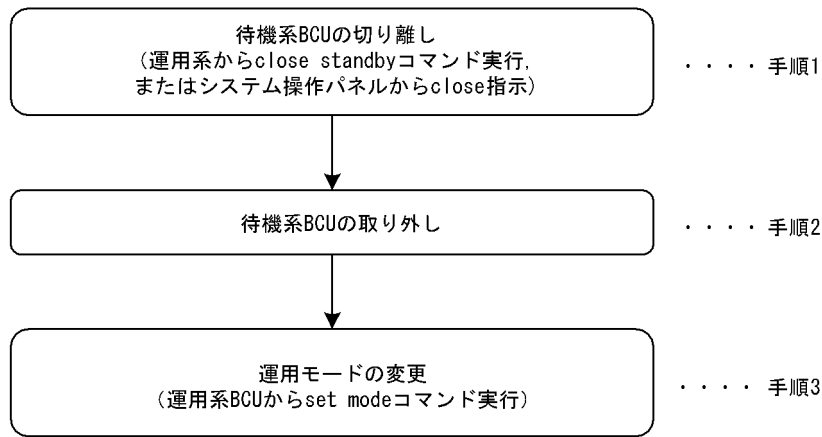 待機系BCUの切り離し
(運用系からclose standbyコマンド実行,
またはシステム操作パネルからclose指示)
・・・・ 手順1
待機系BCUの取り外し
・・・・ 手順2
運用モードの変更
(運用系BCUからset modeコマンド実行)
・・・・ 手順3